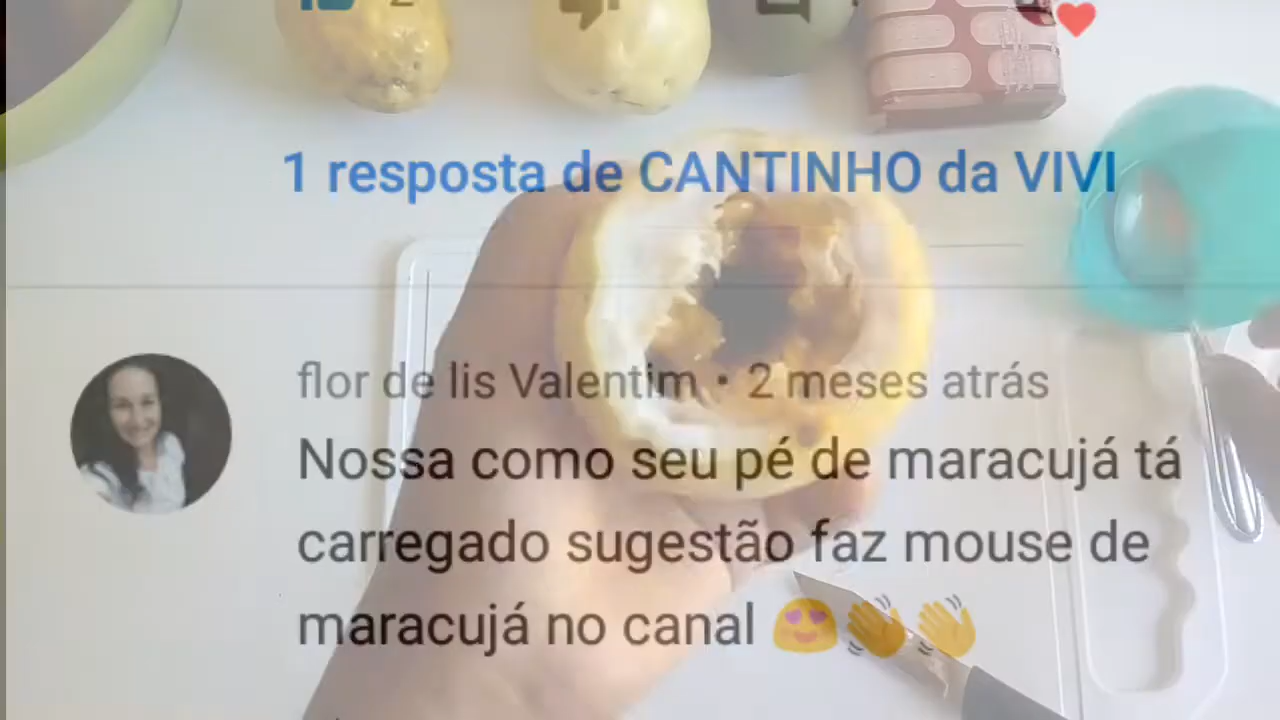 1 resposta de CANTINHO da VIVI
flor de lis Valentim • 2 meses atrás
Nossa como seu pé de maracujá tá
carregado sugestão faz mouse de
maracujá no canal 😍👋👋